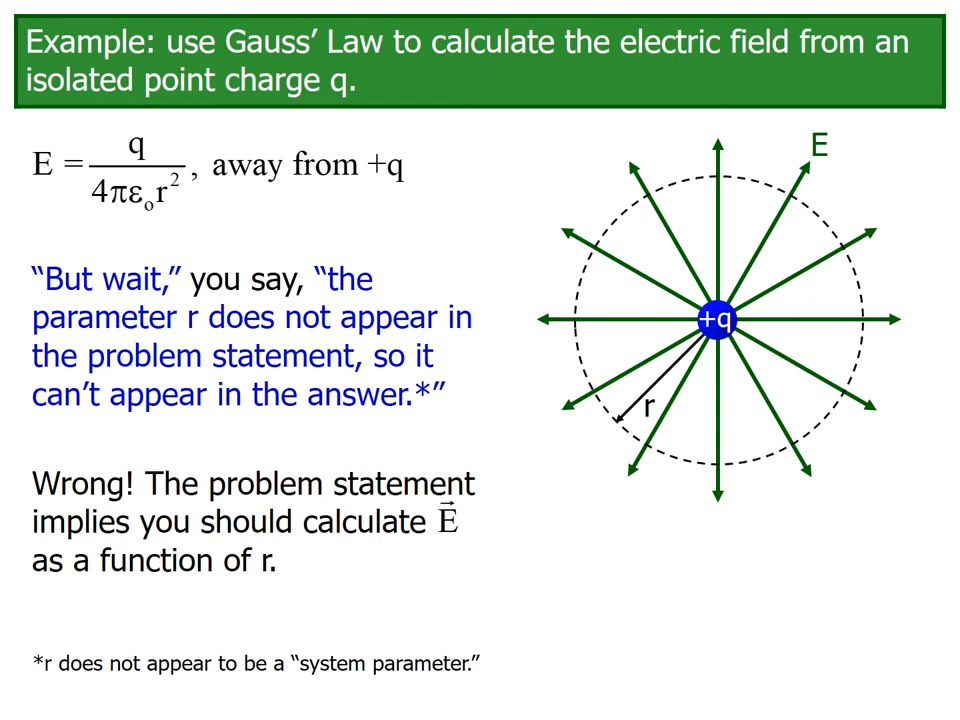 Example: use Gauss’ Law to calculate the electric field from an
isolated point charge q.
E = q / 4πε₀r², away from +q
“But wait,” you say, “the
parameter r does not appear in
the problem statement, so it
can’t appear in the answer.*”
Wrong! The problem statement
implies you should calculate E⃗
as a function of r.
*r does not appear to be a “system parameter.”
E
+q
r